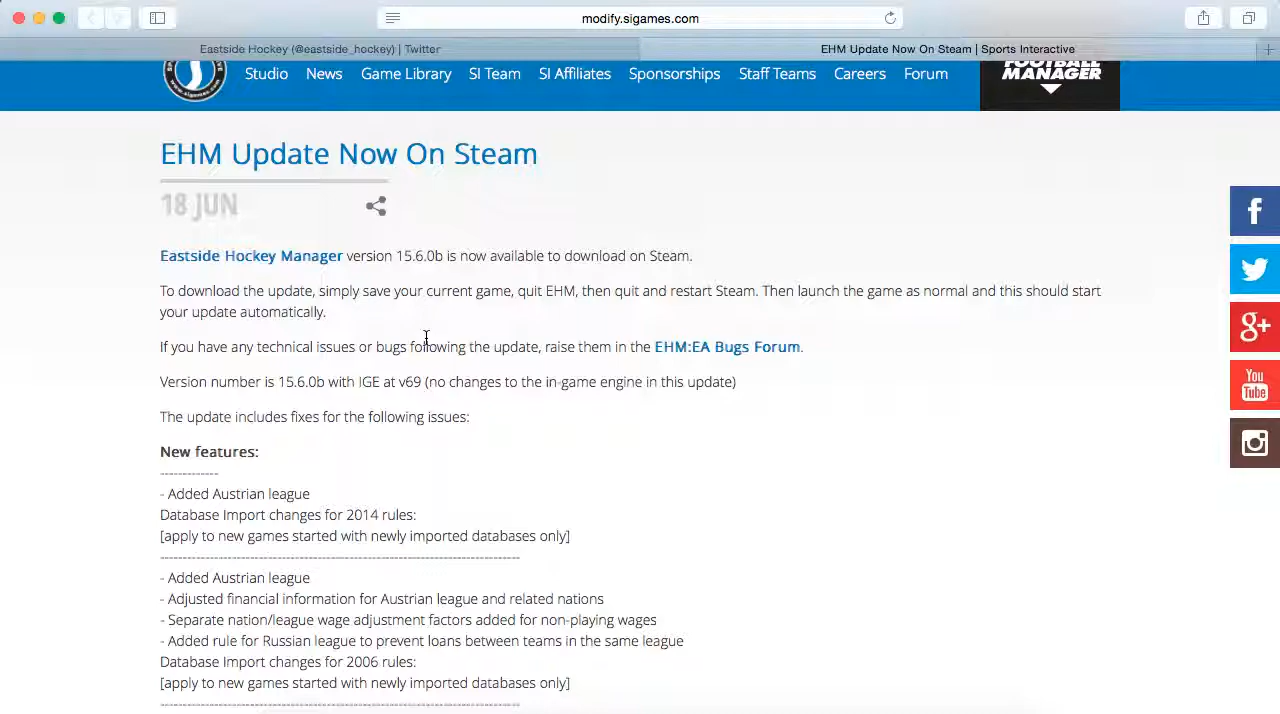 modify.sigames.com
Eastside Hockey (@eastside_hockey) | Twitter
EHM Update Now On Steam | Sports Interactive
Studio News Game Library SI Team SI Affiliates Sponsorships Staff Teams Careers Forum
FOOTBALL
MANAGER
EHM Update Now On Steam
18 JUN
Eastside Hockey Manager version 15.6.0b is now available to download on Steam.
To download the update, simply save your current game, quit EHM, then quit and restart Steam. Then launch the game as normal and this should start
your update automatically.
If you have any technical issues or bugs following the update, raise them in the EHM:EA Bugs Forum.
Version number is 15.6.0b with IGE at v69 (no changes to the in-game engine in this update)
The update includes fixes for the following issues:
New features:
-------------
- Added Austrian league
Database Import changes for 2014 rules:
[apply to new games started with newly imported databases only]
--------------------------------------------------------------------------------
- Added Austrian league
- Adjusted financial information for Austrian league and related nations
- Separate nation/league wage adjustment factors added for non-playing wages
- Added rule for Russian league to prevent loans between teams in the same league
Database Import changes for 2006 rules:
[apply to new games started with newly imported databases only]
--------------------------------------------------------------------------------
f
g+
You
Tube